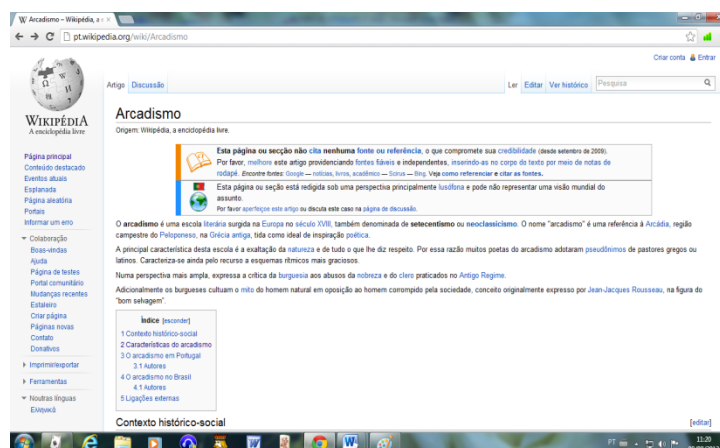 Arcadismo – Wikipédia, a e
pt.wikipedia.org/wiki/Arcadismo
Criar conta Entrar
Artigo Discussão
Ler Editar Ver histórico Pesquisa
WIKIPÉDIA
A enciclopédia livre
Página principal
Conteúdo destacado
Eventos atuais
Esplanada
Página aleatória
Portais
Informar um erro
Colaboração
Boas-vindas
Ajuda
Página de testes
Portal comunitário
Mudanças recentes
Estaleiro
Criar página
Páginas novas
Contato
Donativos
Imprimir/exportar
Ferramentas
Noutras línguas
Ελληνικά
Arcadismo
Origem: Wikipédia, a enciclopédia livre.
Esta página ou secção não cita nenhuma fonte ou referência, o que compromete sua credibilidade (desde setembro de 2009).
Por favor, melhore este artigo providenciando fontes fiáveis e independentes, inserindo-as no corpo do texto por meio de notas de
rodapé. Encontre fontes: Google — notícias, livros, acadêmico — Scirus — Bing. Veja como referenciar e citar as fontes.
Esta página ou seção está redigida sob uma perspectiva principalmente lusófona e pode não representar uma visão mundial do
assunto.
Por favor aperfeiçoe este artigo ou discuta este caso na página de discussão.
O arcadismo é uma escola literária surgida na Europa no século XVIII, também denominada de setecentismo ou neoclassicismo. O nome "arcadismo" é uma referência à Arcádia, região
campestre do Peloponeso, na Grécia antiga, tida como ideal de inspiração poética.
A principal característica desta escola é a exaltação da natureza e de tudo o que lhe diz respeito. Por essa razão muitos poetas do arcadismo adotaram pseudônimos de pastores gregos ou
latinos. Caracteriza-se ainda pelo recurso a esquemas rítmicos mais graciosos.
Numa perspectiva mais ampla, expressa a crítica da burguesia aos abusos da nobreza e do clero praticados no Antigo Regime.
Adicionalmente os burgueses cultuam o mito do homem natural em oposição ao homem corrompido pela sociedade, conceito originalmente expresso por Jean-Jacques Rousseau, na figura do
"bom selvagem".
Índice [esconder]
1 Contexto histórico-social
2 Características do arcadismo
3 O arcadismo em Portugal
3.1 Autores
4 O arcadismo no Brasil
4.1 Autores
5 Ligações externas
Contexto histórico-social [editar]
PT 11:20